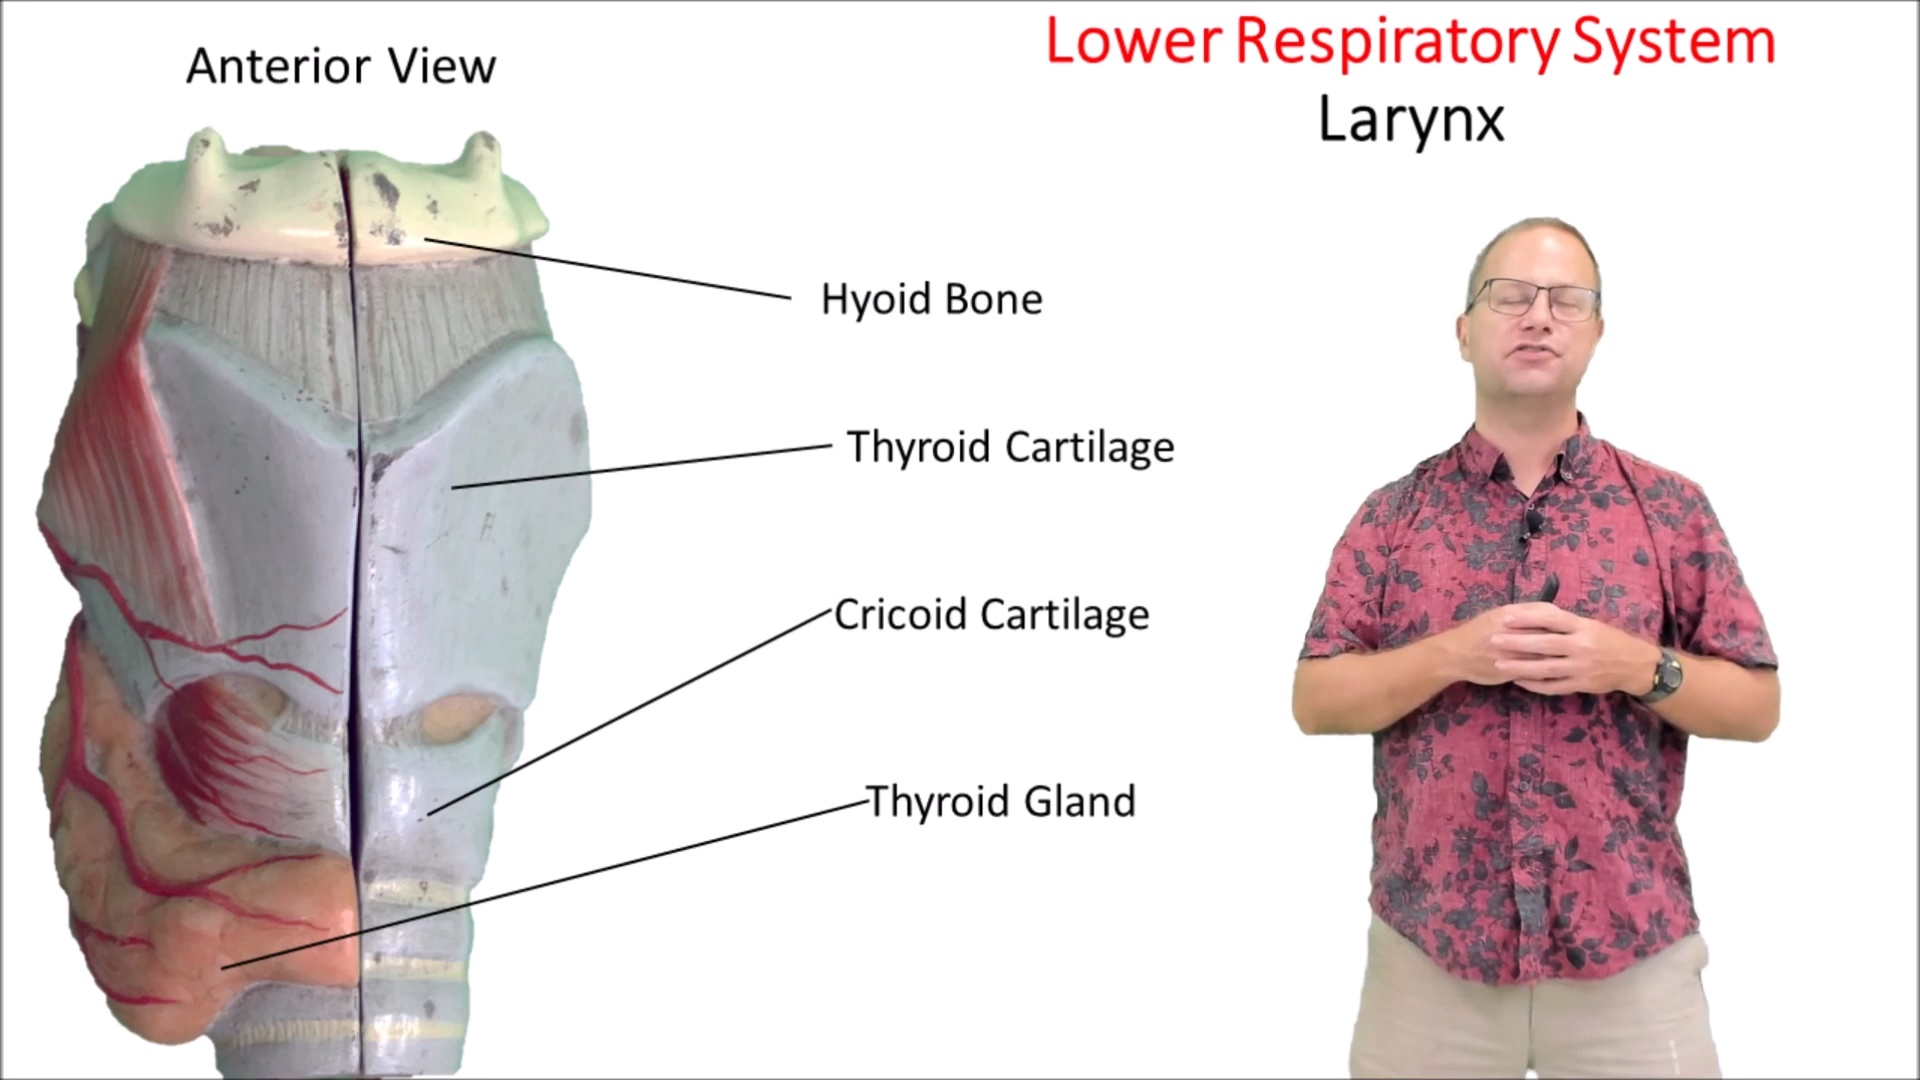 Anterior View
Lower Respiratory System
Larynx
Hyoid Bone
Thyroid Cartilage
Cricoid Cartilage
Thyroid Gland